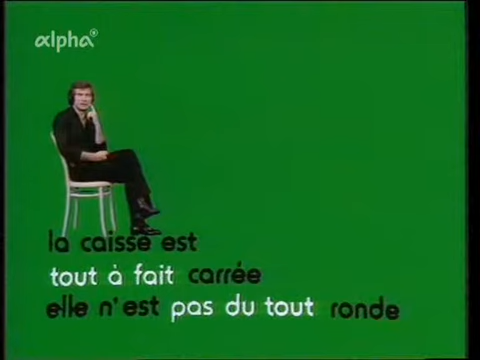 alpha
la caisse est
tout à fait carrée
elle n'est pas du tout ronde